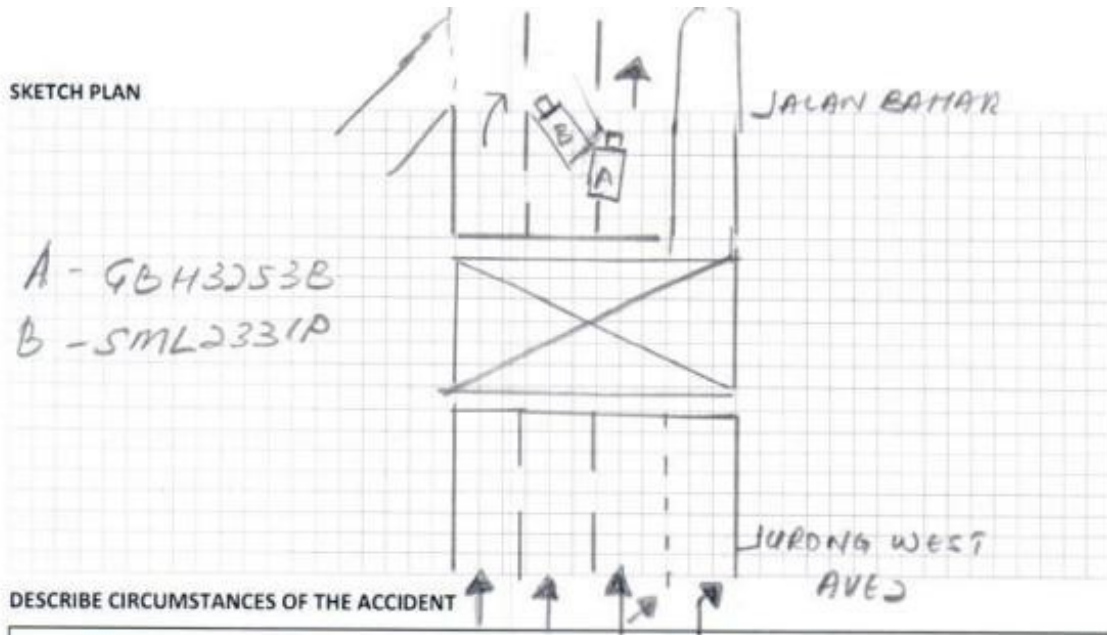 SKETCH PLAN
JALAN BAHAR
B
A
A - GBH3253B
B - SML2331P
JURONG WEST
AVE 2
DESCRIBE CIRCUMSTANCES OF THE ACCIDENT